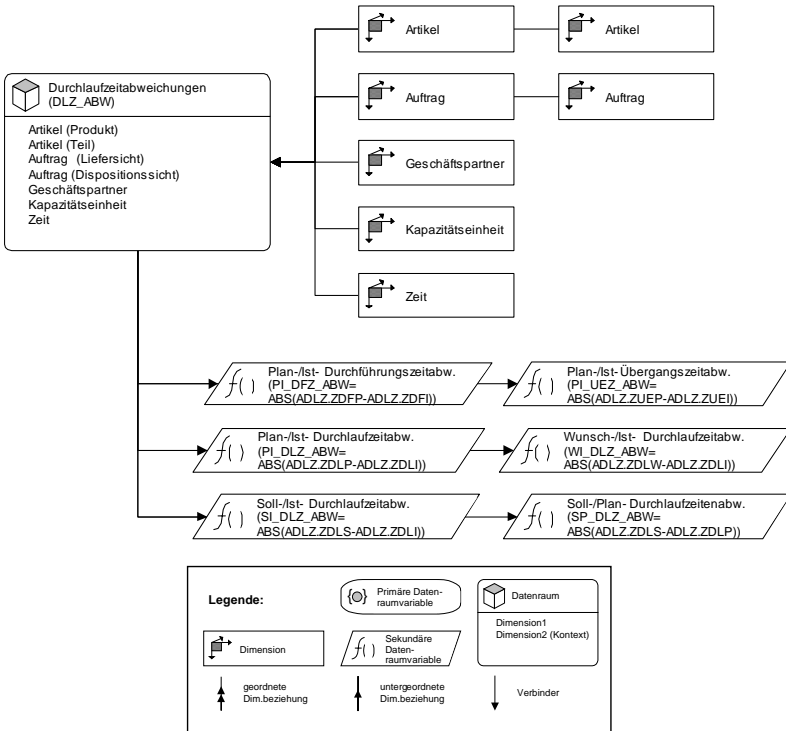 Artikel
Artikel
Auftrag
Auftrag
Durchlaufzeitabweichungen
(DLZ_ABW)
Artikel (Produkt)
Artikel (Teil)
Auftrag (Liefersicht)
Auftrag (Dispositionssicht)
Geschäftspartner
Kapazitätseinheit
Zeit
Geschäftspartner
Kapazitätseinheit
Zeit
f() Plan-/Ist- Durchführungszeitabw.
(PI_DFZ_ABW=
ABS(ADLZ.ZDFP-ADLZ.ZDFI))
f() Plan-/Ist-Übergangszeitabw.
(PI_UEZ_ABW=
ABS(ADLZ.ZUEP-ADLZ.ZUEI))
f() Plan-/Ist- Durchlaufzeitabw.
(PI_DLZ_ABW=
ABS(ADLZ.ZDLP-ADLZ.ZDLI))
f() Wunsch-/Ist- Durchlaufzeitabw.
(WI_DLZ_ABW=
ABS(ADLZ.ZDLW-ADLZ.ZDLI))
f() Soll-/Ist- Durchlaufzeitabw.
(SI_DLZ_ABW=
ABS(ADLZ.ZDLS-ADLZ.ZDLI))
f() Soll-/Plan- Durchlaufzeitenabw.
(SP_DLZ_ABW=
ABS(ADLZ.ZDLS-ADLZ.ZDLP))
Legende:
{} Primäre Daten-
raumvariable
Datenraum
Dimension1
Dimension2 (Kontext)
Dimension
f() Sekundäre
Daten-
raumvariable
geordnete
Dim.beziehung
untergeordnete
Dim.beziehung
Verbinder